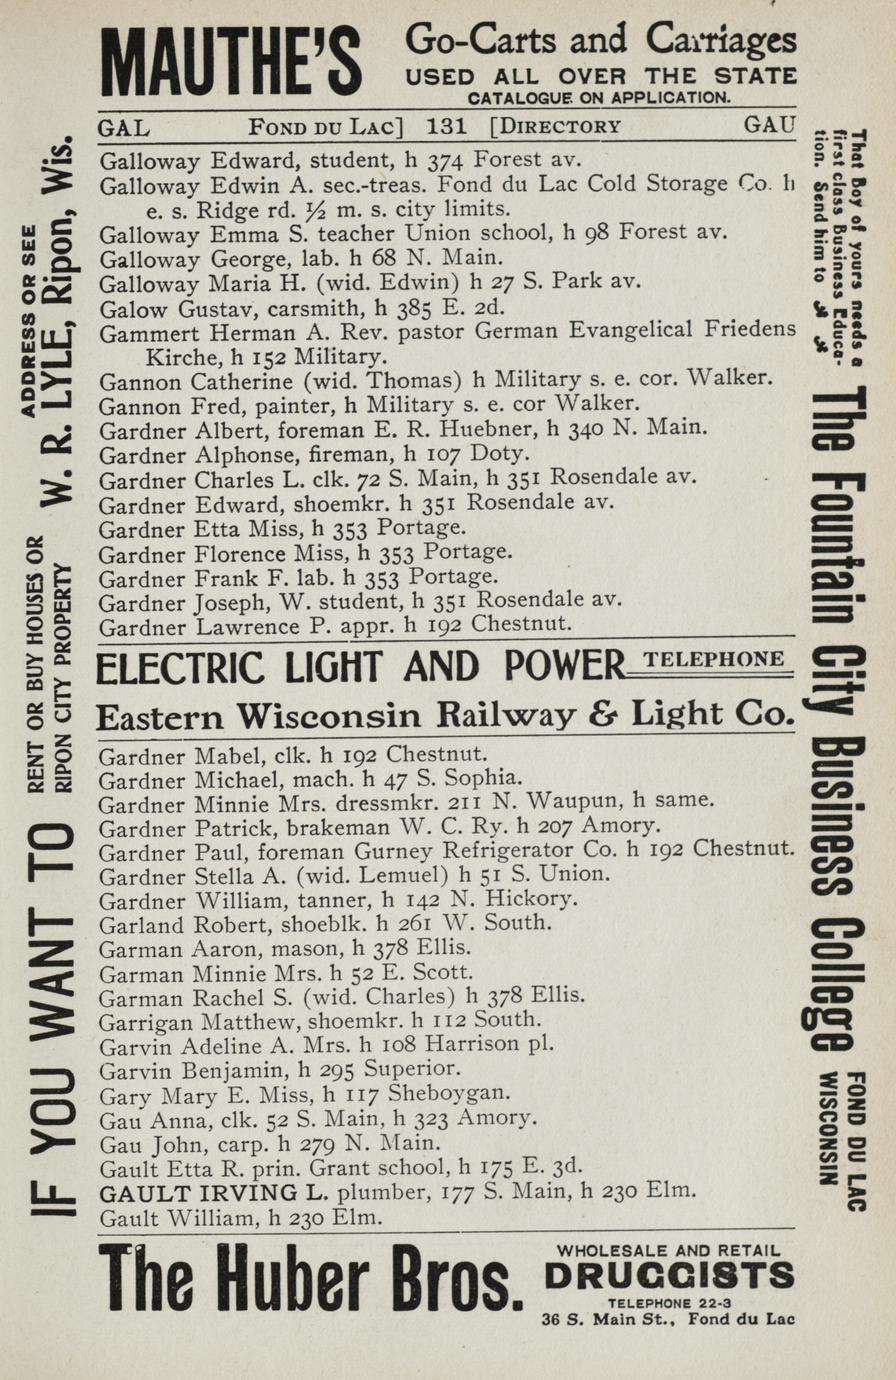 MAUTHE'S
Go-Carts and Carriages
USED ALL OVER THE STATE
CATALOGUE ON APPLICATION.
GAL FOND DU LAC] 131 [DIRECTORY GAU
Galloway Edward, student, h 374 Forest av.
Galloway Edwin A. sec.-treas. Fond du Lac Cold Storage Co. h
e. s. Ridge rd. ½ m. s. city limits.
Galloway Emma S. teacher Union school, h 98 Forest av.
Galloway George, lab. h 68 N. Main.
Galloway Maria H. (wid. Edwin) h 27 S. Park av.
Galow Gustav, carsmith, h 385 E. 2d.
Gammert Herman A. Rev. pastor German Evangelical Friedens
Kirche, h 152 Military.
Gannon Catherine (wid. Thomas) h Military s. e. cor. Walker.
Gannon Fred, painter, h Military s. e. cor Walker.
Gardner Albert, foreman E. R. Huebner, h 340 N. Main.
Gardner Alphonse, fireman, h 107 Doty.
Gardner Charles L. clk. 72 S. Main, h 351 Rosendale av.
Gardner Edward, shoemkr. h 351 Rosendale av.
Gardner Etta Miss, h 353 Portage.
Gardner Florence Miss, h 353 Portage.
Gardner Frank F. lab. h 353 Portage.
Gardner Joseph, W. student, h 351 Rosendale av.
Gardner Lawrence P. appr. h 192 Chestnut.
ELECTRIC LIGHT AND POWER TELEPHONE
Eastern Wisconsin Railway & Light Co.
Gardner Mabel, clk. h 192 Chestnut.
Gardner Michael, mach. h 47 S. Sophia.
Gardner Minnie Mrs. dressmkr. 211 N. Waupun, h same.
Gardner Patrick, brakeman W. C. Ry. h 207 Amory.
Gardner Paul, foreman Gurney Refrigerator Co. h 192 Chestnut.
Gardner Stella A. (wid. Lemuel) h 51 S. Union.
Gardner William, tanner, h 142 N. Hickory.
Garland Robert, shoeblk. h 261 W. South.
Garman Aaron, mason, h 378 Ellis.
Garman Minnie Mrs. h 52 E. Scott.
Garman Rachel S. (wid. Charles) h 378 Ellis.
Garrigan Matthew, shoemkr. h 112 South.
Garvin Adeline A. Mrs. h 108 Harrison pl.
Garvin Benjamin, h 295 Superior.
Gary Mary E. Miss, h 117 Sheboygan.
Gau Anna, clk. 52 S. Main, h 323 Amory.
Gau John, carp. h 279 N. Main.
Gault Etta R. prin. Grant school, h 175 E. 3d.
GAULT IRVING L. plumber, 177 S. Main, h 230 Elm.
Gault William, h 230 Elm.
The Huber Bros.
WHOLESALE AND RETAIL
DRUGGISTS
TELEPHONE 22-3
36 S. Main St., Fond du Lac
IF YOU WANT TO
RENT OR BUY HOUSES OR
RIPON CITY PROPERTY
ADDRESS OR SEE
W. R. LYLE, Ripon, Wis.
That Boy of yours needs a
first class Business Educa-
tion. Send him to
The Fountain City Business College
FOND DU LAC
WISCONSIN